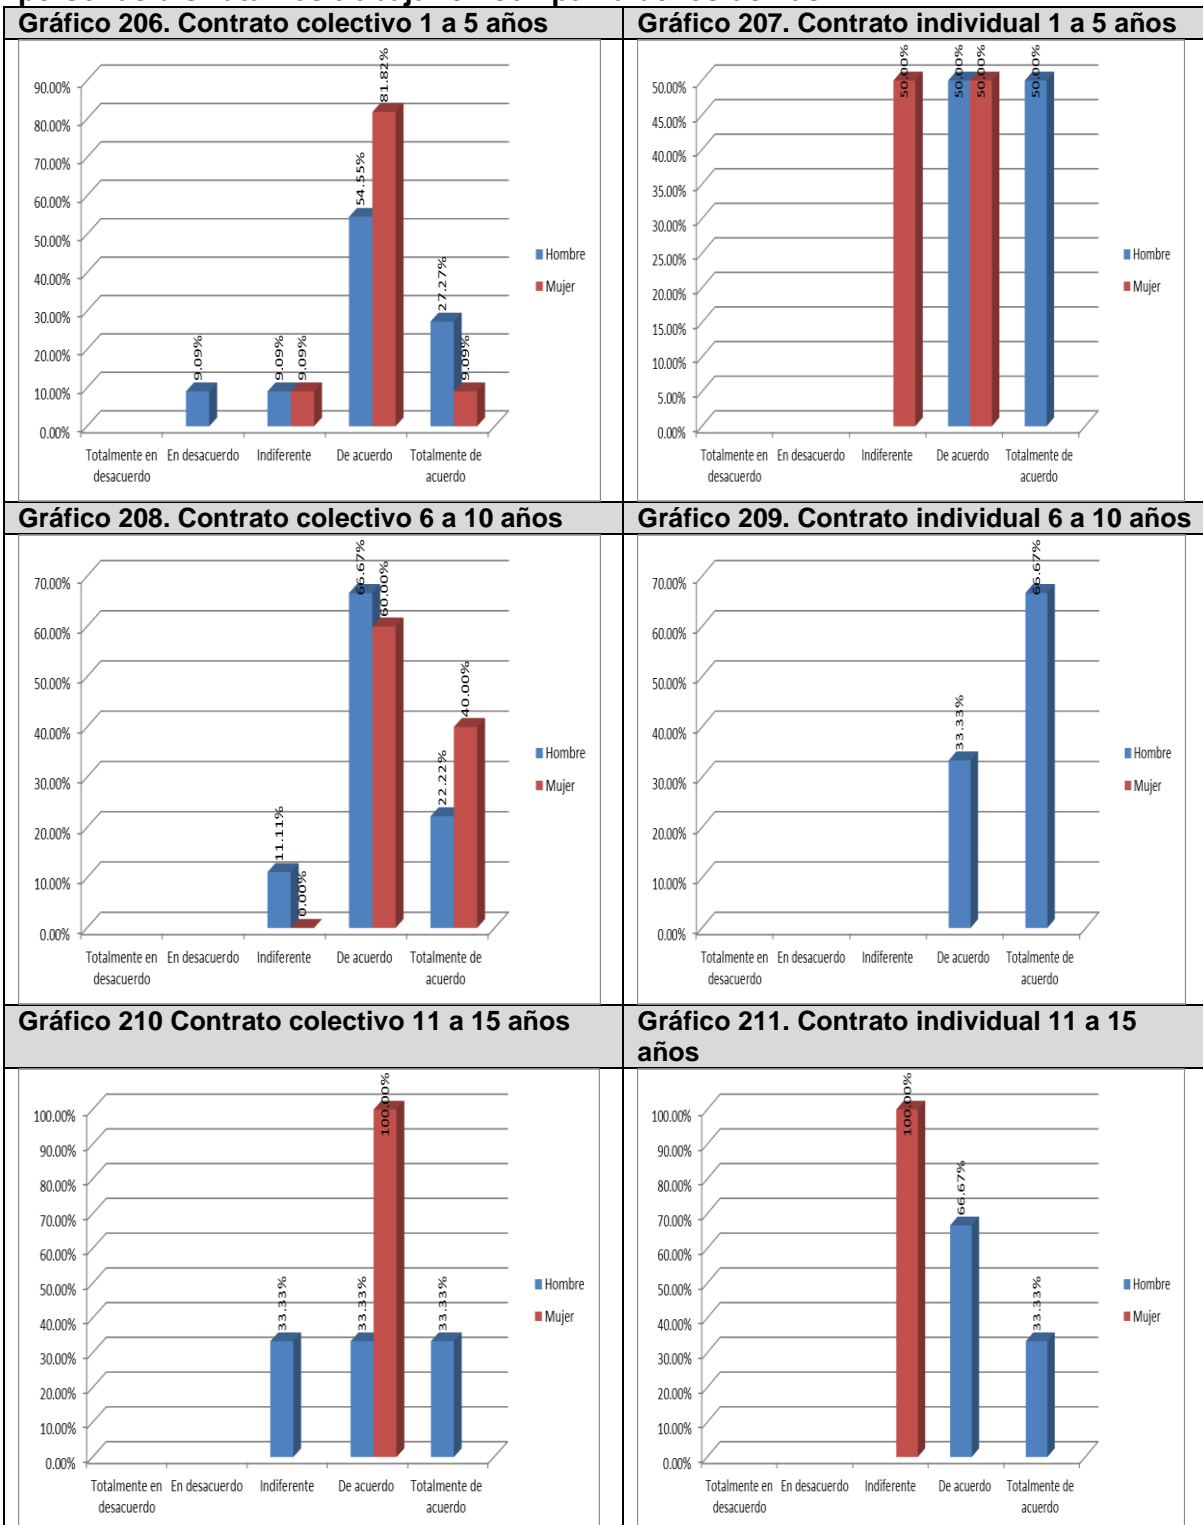 Gráfico 206. Contrato colectivo 1 a 5 años
90.00%
80.00%
70.00%
60.00%
50.00%
40.00%
30.00%
20.00%
10.00%
0.00%
9.09%
9.09%
9.09%
54.55%
81.82%
27.27%
9.09%
Totalmente en desacuerdo
En desacuerdo
Indiferente
De acuerdo
Totalmente de acuerdo
Hombre
Mujer
Gráfico 207. Contrato individual 1 a 5 años
50.00%
45.00%
40.00%
35.00%
30.00%
25.00%
20.00%
15.00%
10.00%
5.00%
0.00%
50.00%
50.00%
50.00%
50.00%
Totalmente en desacuerdo
En desacuerdo
Indiferente
De acuerdo
Totalmente de acuerdo
Hombre
Mujer
Gráfico 208. Contrato colectivo 6 a 10 años
70.00%
60.00%
50.00%
40.00%
30.00%
20.00%
10.00%
0.00%
11.11%
0.00%
66.67%
60.00%
22.22%
40.00%
Totalmente en desacuerdo
En desacuerdo
Indiferente
De acuerdo
Totalmente de acuerdo
Hombre
Mujer
Gráfico 209. Contrato individual 6 a 10 años
70.00%
60.00%
50.00%
40.00%
30.00%
20.00%
10.00%
0.00%
33.33%
66.67%
Totalmente en desacuerdo
En desacuerdo
Indiferente
De acuerdo
Totalmente de acuerdo
Hombre
Mujer
Gráfico 210 Contrato colectivo 11 a 15 años
100.00%
90.00%
80.00%
70.00%
60.00%
50.00%
40.00%
30.00%
20.00%
10.00%
0.00%
33.33%
33.33%
100.00%
33.33%
Totalmente en desacuerdo
En desacuerdo
Indiferente
De acuerdo
Totalmente de acuerdo
Hombre
Mujer
Gráfico 211. Contrato individual 11 a 15
años
100.00%
90.00%
80.00%
70.00%
60.00%
50.00%
40.00%
30.00%
20.00%
10.00%
0.00%
100.00%
66.67%
33.33%
Totalmente en desacuerdo
En desacuerdo
Indiferente
De acuerdo
Totalmente de acuerdo
Hombre
Mujer